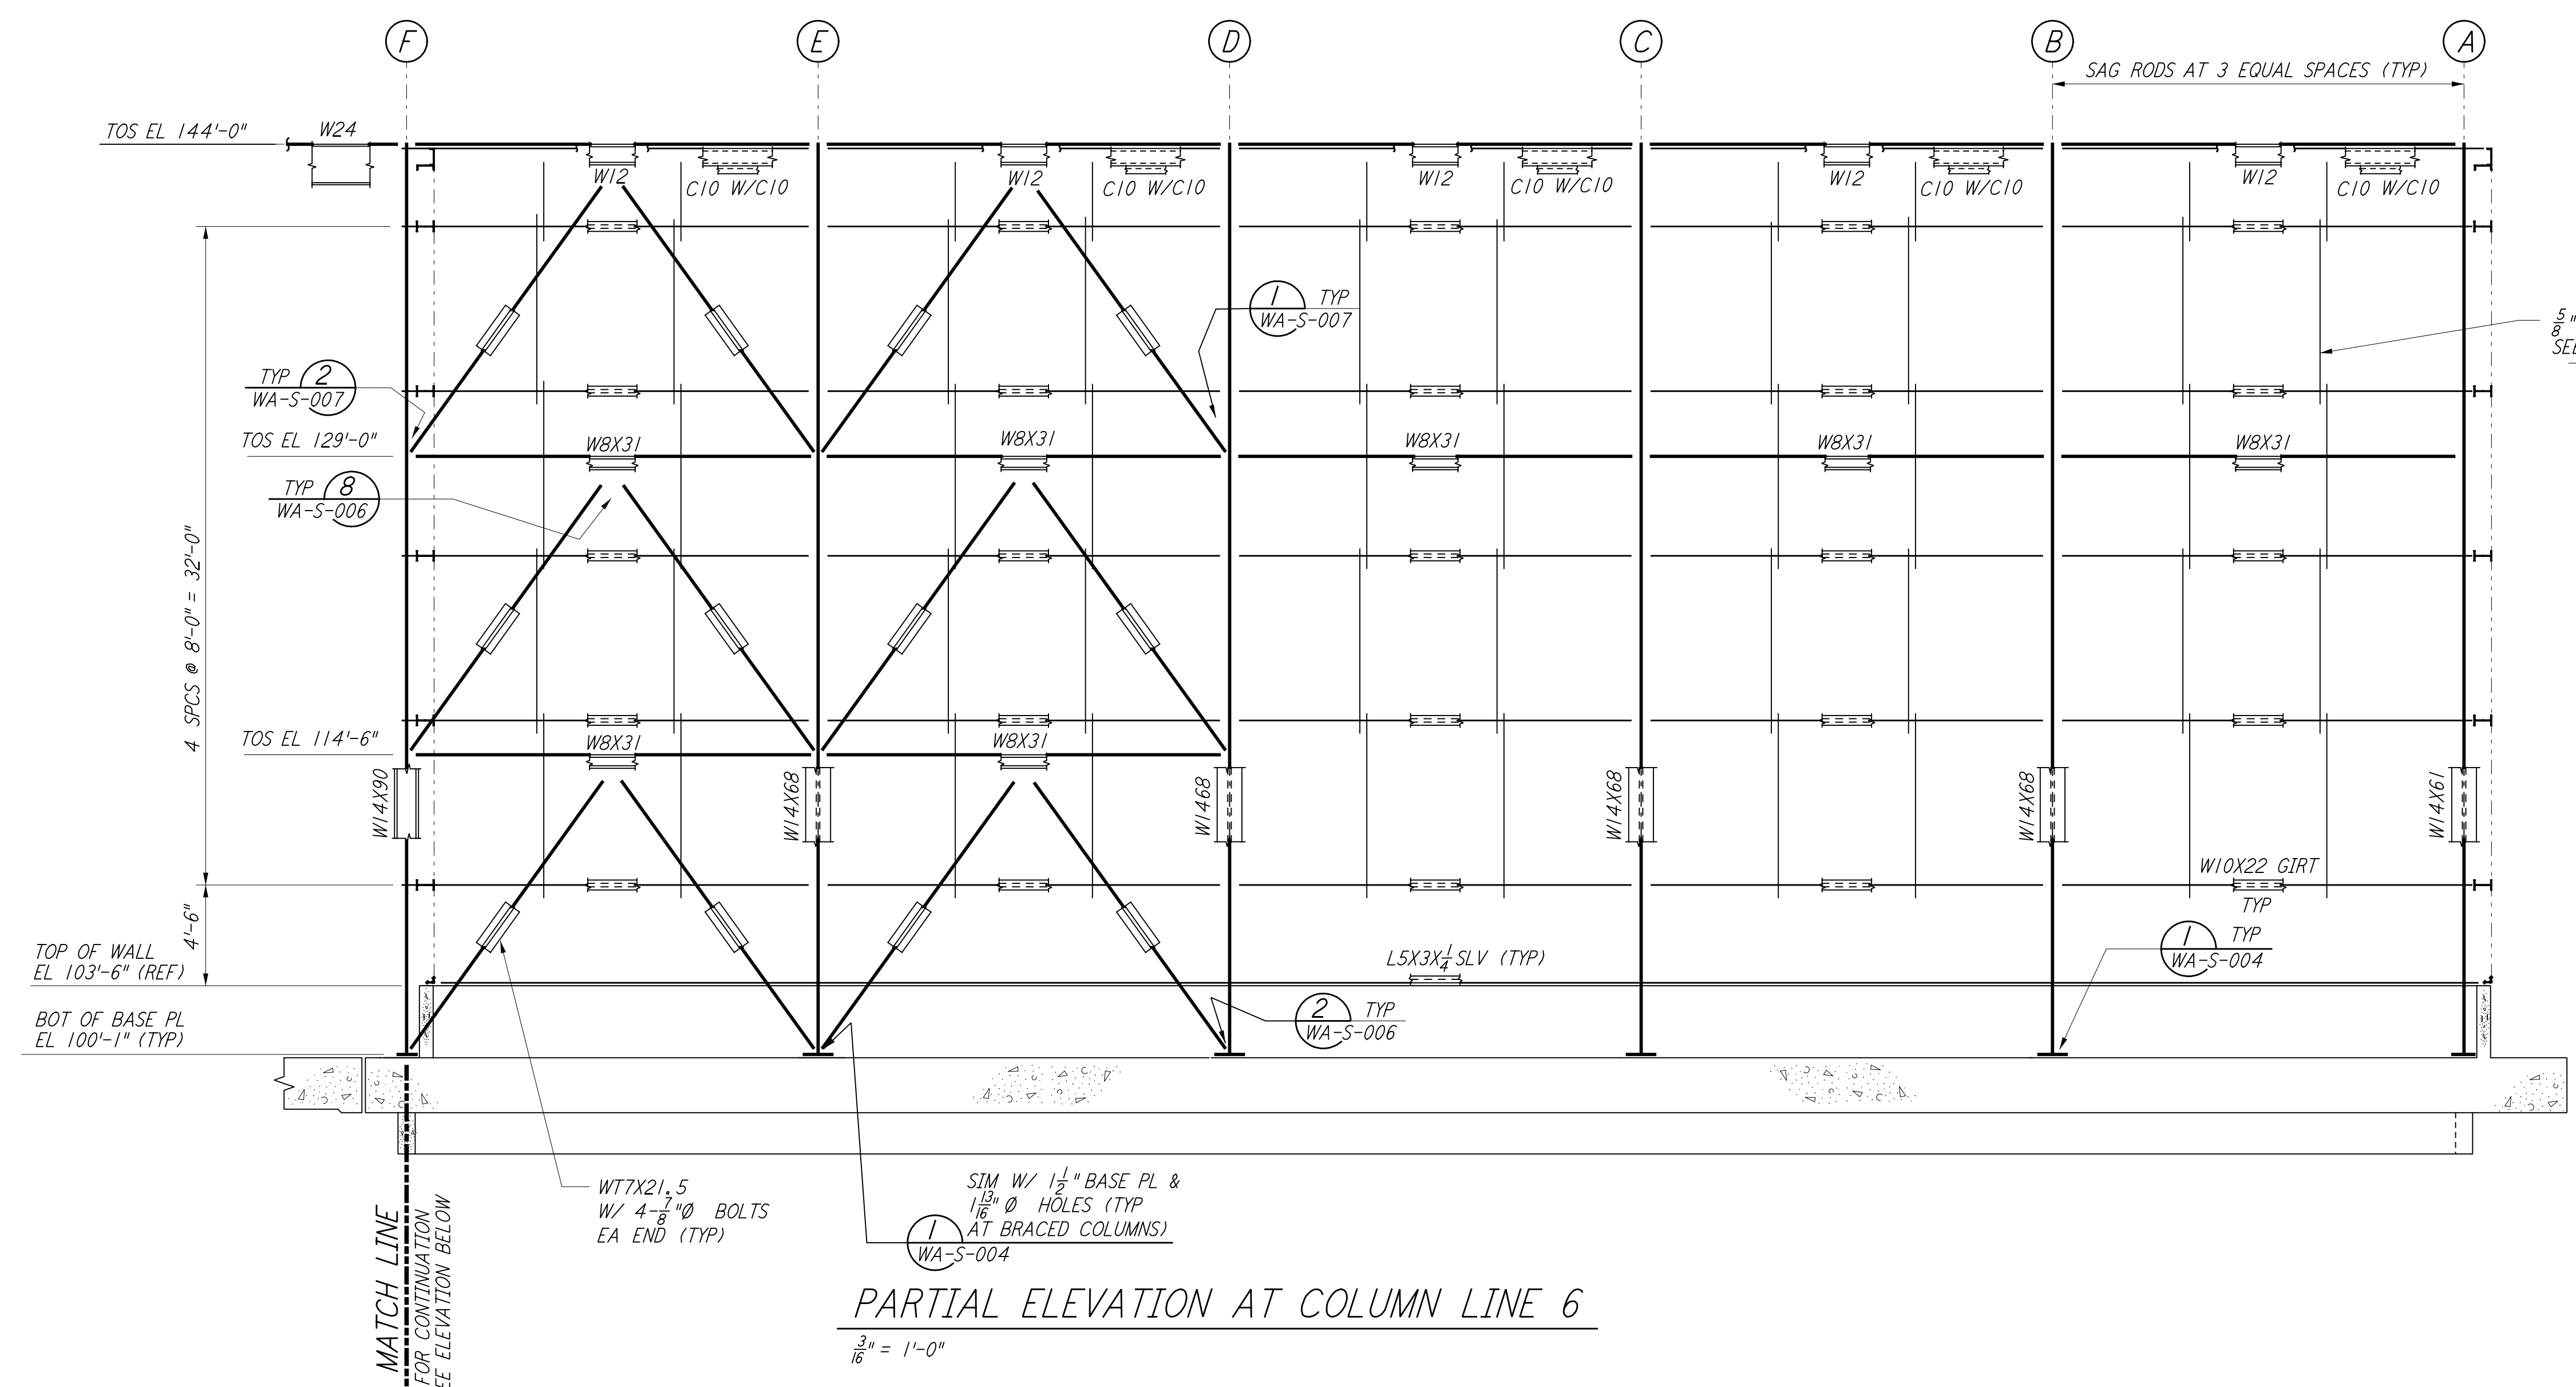 F
E
D
C
B
A
SAG RODS AT 3 EQUAL SPACES (TYP)
TOS EL 144'-0"
W24
W12
C10 W/C10
W12
C10 W/C10
W12
C10 W/C10
W12
C10 W/C10
W12
C10 W/C10
1
TYP
WA-S-007
5/8"
TYP
2
WA-S-007
TOS EL 129'-0"
W8X31
W8X31
W8X31
W8X31
W8X31
TYP
8
WA-S-006
4 SPCS @ 8'-0" = 32'-0"
TOS EL 114'-6"
W8X31
W8X31
W14X90
W14X68
W1468
W14X68
W14X68
W14X61
W10X22 GIRT
TYP
4'-6"
1
TYP
WA-S-004
TOP OF WALL
EL 103'-6" (REF)
L5X3X1/4 SLV (TYP)
BOT OF BASE PL
EL 100'-1" (TYP)
2
TYP
WA-S-006
WT7X21.5
W/ 4-7/8"Ø BOLTS
EA END (TYP)
SIM W/ 1 1/2" BASE PL &
1 13/16" Ø HOLES (TYP
AT BRACED COLUMNS)
1
WA-S-004
MATCH LINE
FOR CONTINUATION
EE ELEVATION BELOW
PARTIAL ELEVATION AT COLUMN LINE 6
3/16" = 1'-0"